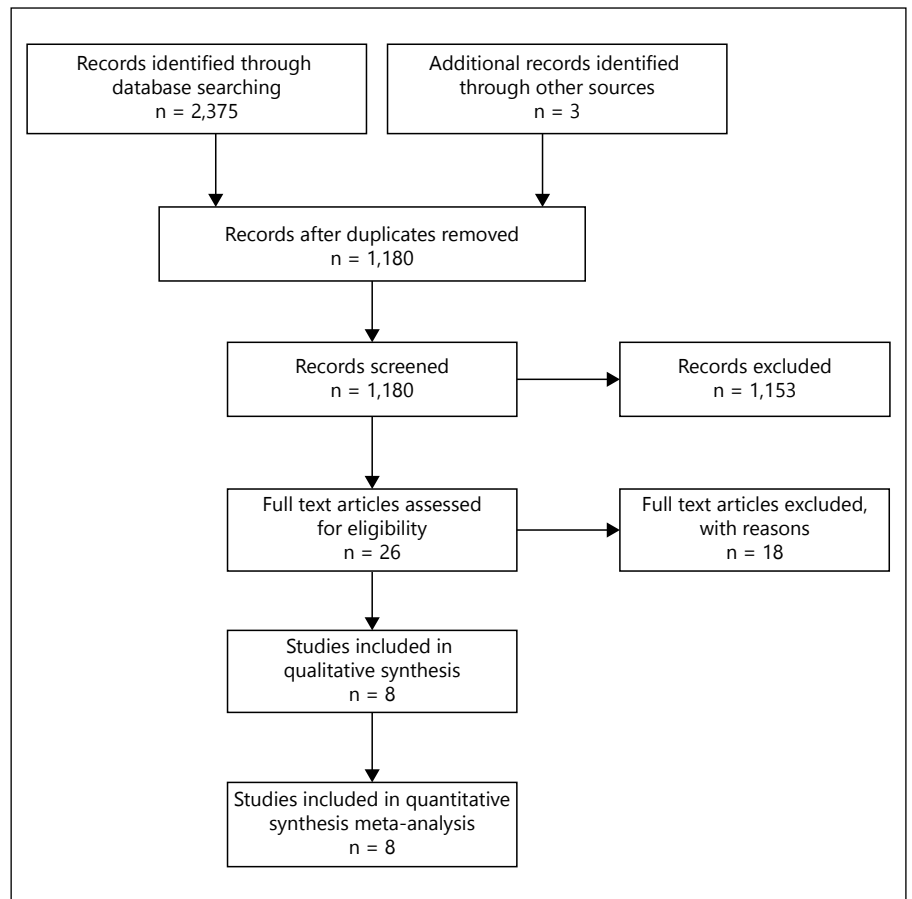 Records identified through
database searching
n = 2,375
Additional records identified
through other sources
n = 3
Records after duplicates removed
n = 1,180
Records screened
n = 1,180
Records excluded
n = 1,153
Full text articles assessed
for eligibility
n = 26
Full text articles excluded,
with reasons
n = 18
Studies included in
qualitative synthesis
n = 8
Studies included in quantitative
synthesis meta-analysis
n = 8